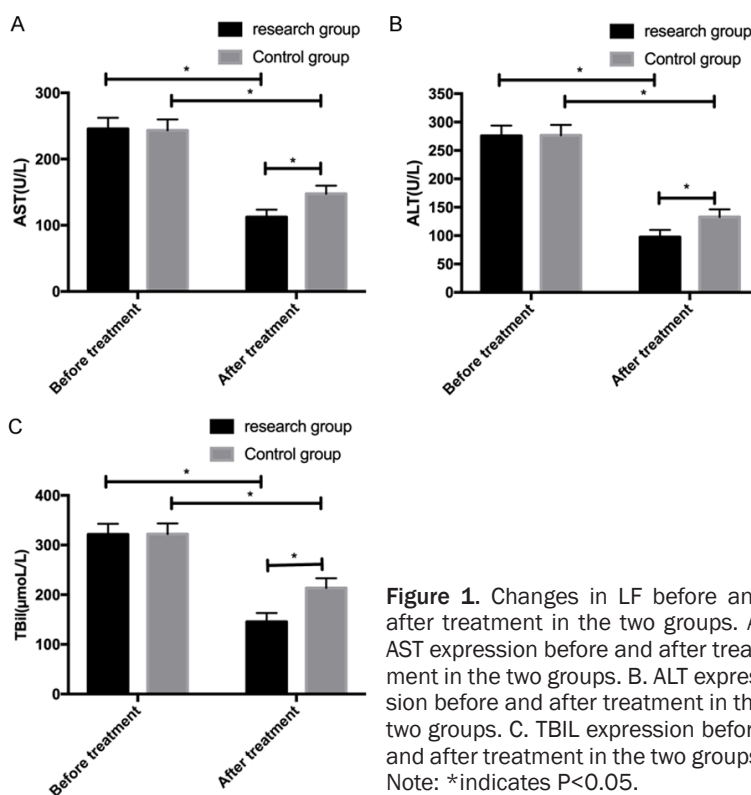 A
research group
Control group
*
*
*
300
200
100
0
AST(U/L)
Before treatment
After treatment
B
research group
Control group
*
*
*
350
300
250
200
150
100
50
0
ALT(U/L)
Before treatment
After treatment
C
research group
Control group
*
*
*
400
300
200
100
0
TBil(μmoL/L)
Before treatment
After treatment
Figure 1. Changes in LF before and
after treatment in the two groups. A
AST expression before and after treat
ment in the two groups. B. ALT expres
sion before and after treatment in th
two groups. C. TBIL expression befor
and after treatment in the two groups
Note: *indicates P<0.05.